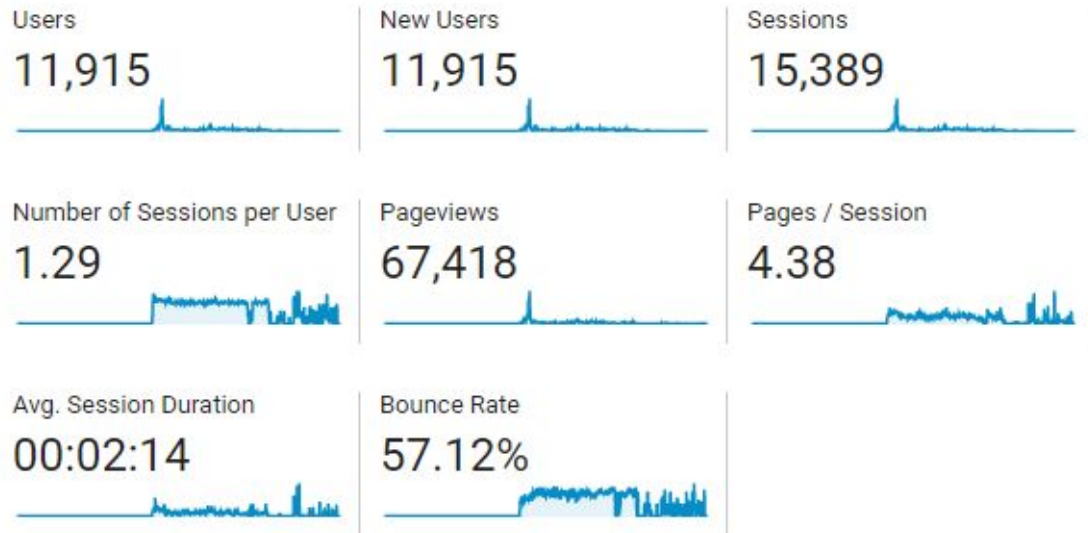 Users
11,915
New Users
11,915
Sessions
15,389
Number of Sessions per User
1.29
Pageviews
67,418
Pages / Session
4.38
Avg. Session Duration
00:02:14
Bounce Rate
57.12%